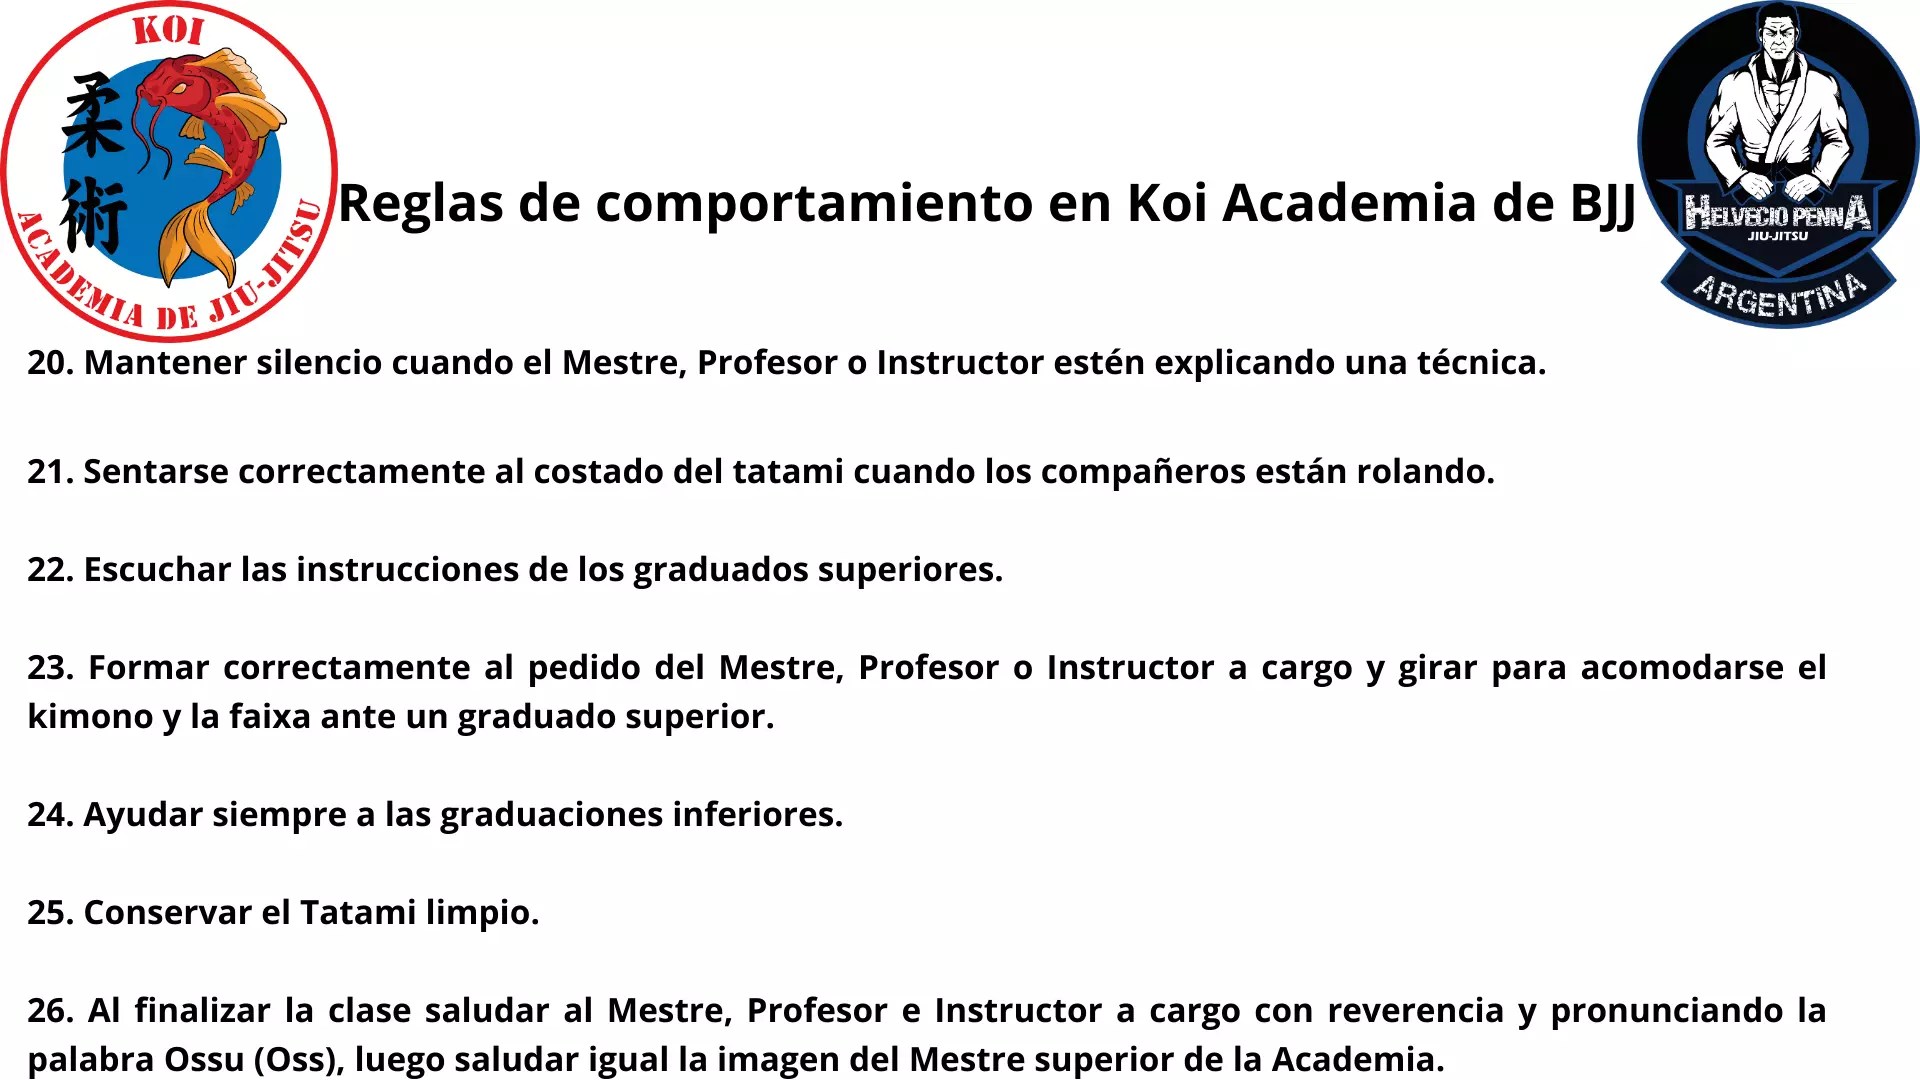 KOI
柔術
ACADEMIA DE JIU-JITSU
HELVECIO PENNA
JIU-JITSU
ARGENTINA
Reglas de comportamiento en Koi Academia de BJJ
20. Mantener silencio cuando el Mestre, Profesor o Instructor estén explicando una técnica.
21. Sentarse correctamente al costado del tatami cuando los compañeros están rolando.
22. Escuchar las instrucciones de los graduados superiores.
23. Formar correctamente al pedido del Mestre, Profesor o Instructor a cargo y girar para acomodarse el
kimono y la faixa ante un graduado superior.
24. Ayudar siempre a las graduaciones inferiores.
25. Conservar el Tatami limpio.
26. Al finalizar la clase saludar al Mestre, Profesor e Instructor a cargo con reverencia y pronunciando la
palabra Ossu (Oss), luego saludar igual la imagen del Mestre superior de la Academia.